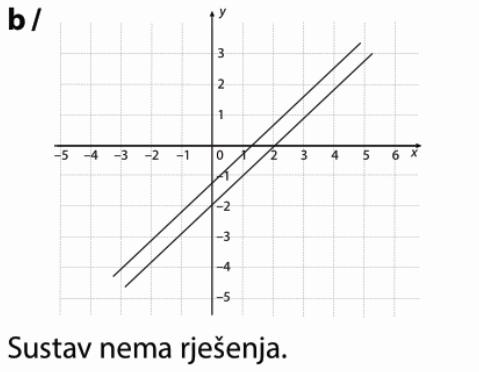 b /
y
3
2
1
–5 –4 –3 –2 –1 0 1 2 3 4 5 6 x
–1
–2
–3
–4
–5
Sustav nema rješenja.